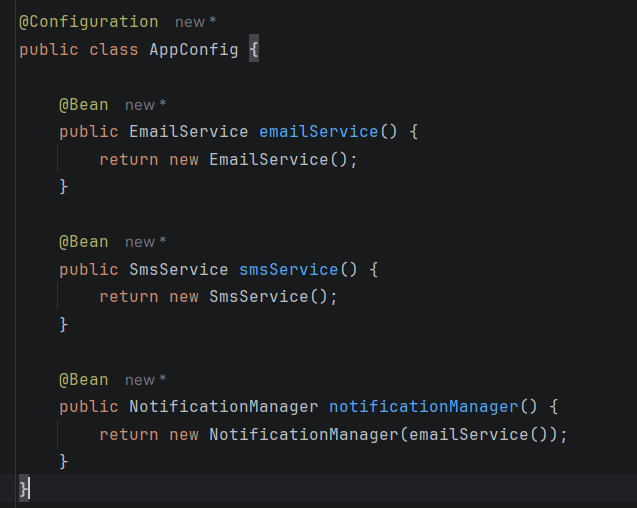 @Configuration new *
public class AppConfig {
@Bean new *
public EmailService emailService() {
return new EmailService();
}
@Bean new *
public SmsService smsService() {
return new SmsService();
}
@Bean new *
public NotificationManager notificationManager() {
return new NotificationManager(emailService());
}
}